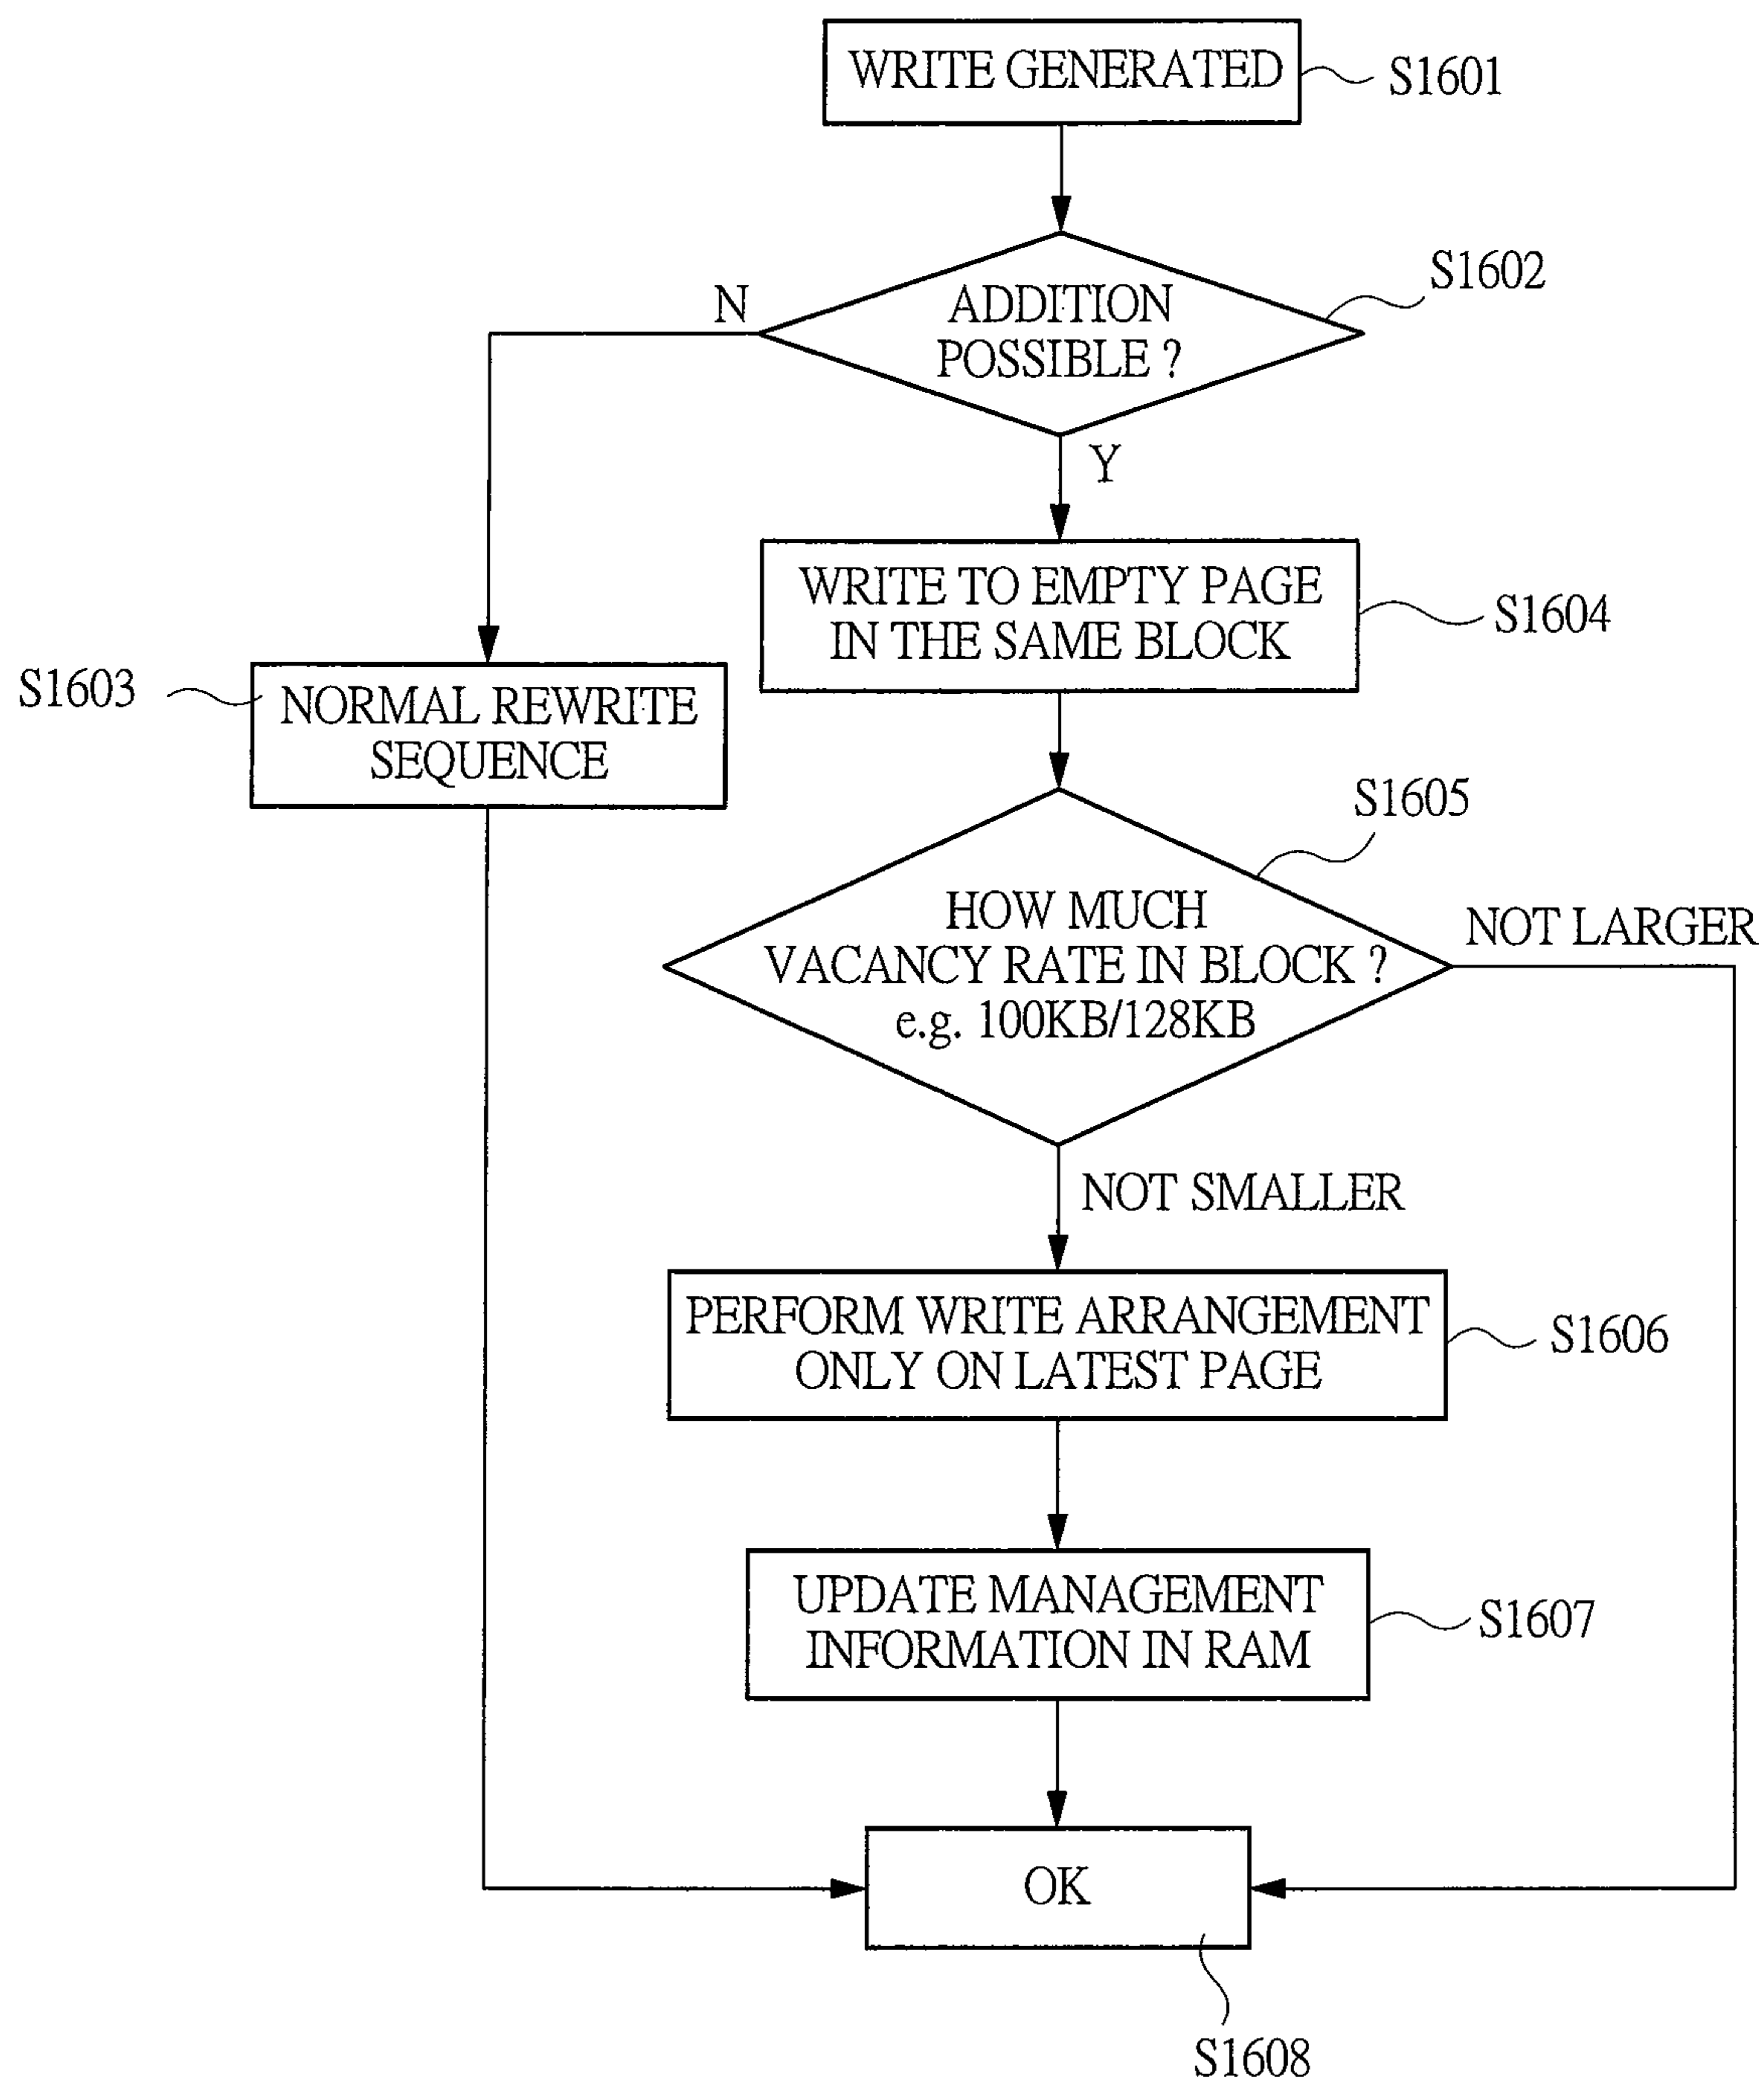 WRITE GENERATED
S1601
S1602
ADDITION
POSSIBLE ?
N
Y
WRITE TO EMPTY PAGE
IN THE SAME BLOCK
S1604
S1603
NORMAL REWRITE
SEQUENCE
S1605
HOW MUCH
VACANCY RATE IN BLOCK ?
e.g. 100KB/128KB
NOT LARGER
NOT SMALLER
PERFORM WRITE ARRANGEMENT
ONLY ON LATEST PAGE
S1606
UPDATE MANAGEMENT
INFORMATION IN RAM
S1607
OK
S1608